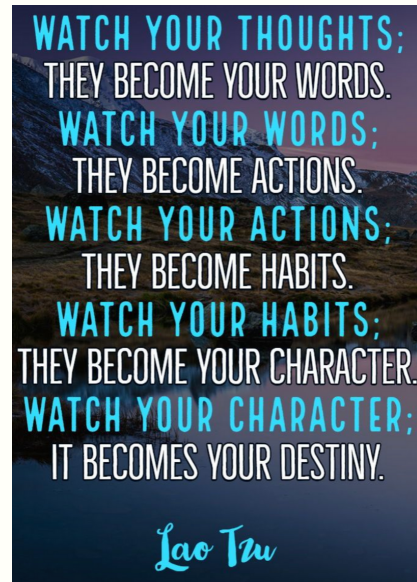 WATCH YOUR THOUGHTS;
THEY BECOME YOUR WORDS.
WATCH YOUR WORDS;
THEY BECOME ACTIONS.
WATCH YOUR ACTIONS;
THEY BECOME HABITS.
WATCH YOUR HABITS;
THEY BECOME YOUR CHARACTER.
WATCH YOUR CHARACTER;
IT BECOMES YOUR DESTINY.
Lao Tzu